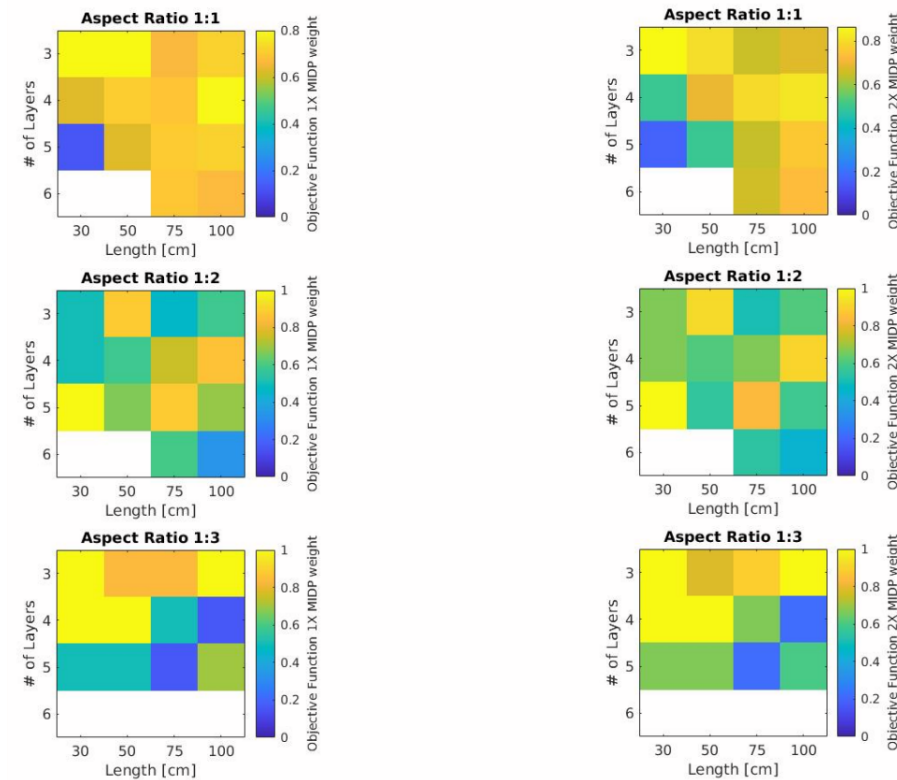 Aspect Ratio 1:1
3
4
5
6
# of Layers
30 50 75 100
Length [cm]
0.8
0.6
0.4
0.2
0
Objective Function 1X MIDP weight
Aspect Ratio 1:1
3
4
5
6
# of Layers
30 50 75 100
Length [cm]
0.8
0.6
0.4
0.2
0
Objective Function 2X MIDP weight
Aspect Ratio 1:2
3
4
5
6
# of Layers
30 50 75 100
Length [cm]
1
0.8
0.6
0.4
0.2
0
Objective Function 1X MIDP weight
Aspect Ratio 1:2
3
4
5
6
# of Layers
30 50 75 100
Length [cm]
1
0.8
0.6
0.4
0.2
0
Objective Function 2X MIDP weight
Aspect Ratio 1:3
3
4
5
6
# of Layers
30 50 75 100
Length [cm]
1
0.8
0.6
0.4
0.2
0
Objective Function 1X MIDP weight
Aspect Ratio 1:3
3
4
5
6
# of Layers
30 50 75 100
Length [cm]
1
0.8
0.6
0.4
0.2
0
Objective Function 2X MIDP weight